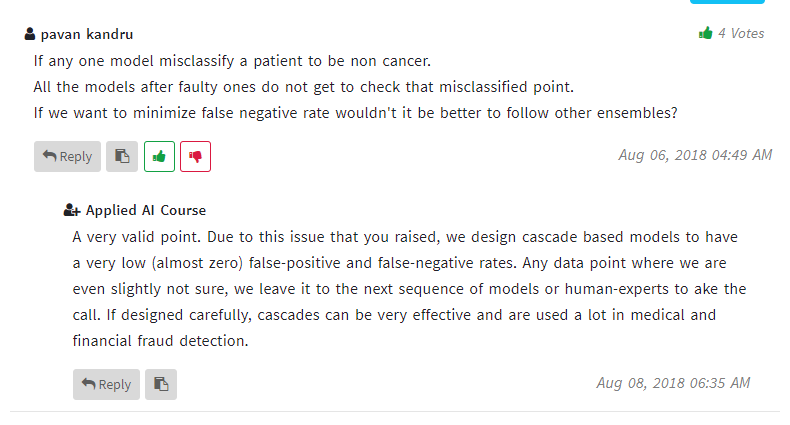 pavan kandru
4 Votes
If any one model misclassify a patient to be non cancer.
All the models after faulty ones do not get to check that misclassified point.
If we want to minimize false negative rate wouldn't it be better to follow other ensembles?
Reply
Aug 06, 2018 04:49 AM
Applied AI Course
A very valid point. Due to this issue that you raised, we design cascade based models to have
a very low (almost zero) false-positive and false-negative rates. Any data point where we are
even slightly not sure, we leave it to the next sequence of models or human-experts to ake the
call. If designed carefully, cascades can be very effective and are used a lot in medical and
financial fraud detection.
Reply
Aug 08, 2018 06:35 AM